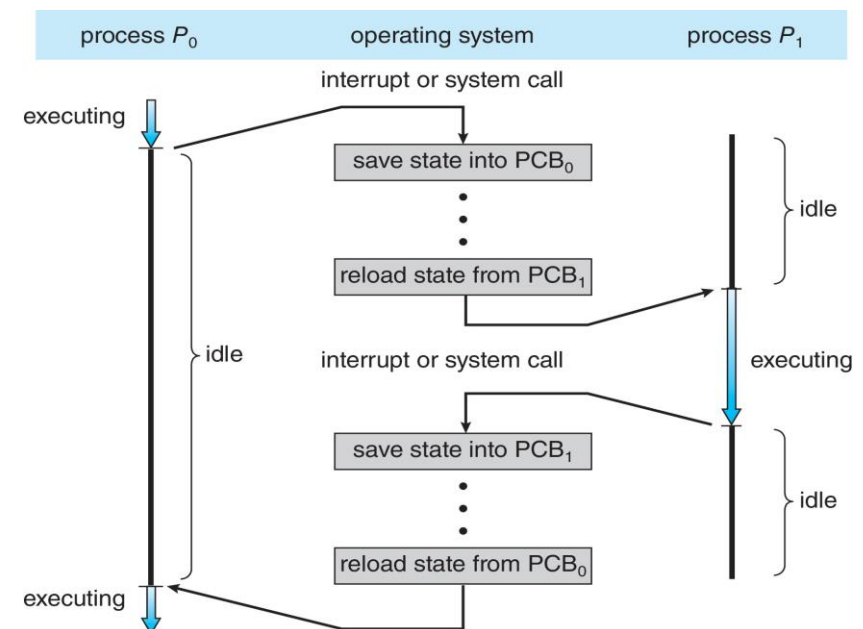 process P₀ operating system process P₁
interrupt or system call
executing
save state into PCB₀
idle
reload state from PCB₁
idle
interrupt or system call
executing
save state into PCB₁
idle
reload state from PCB₀
executing